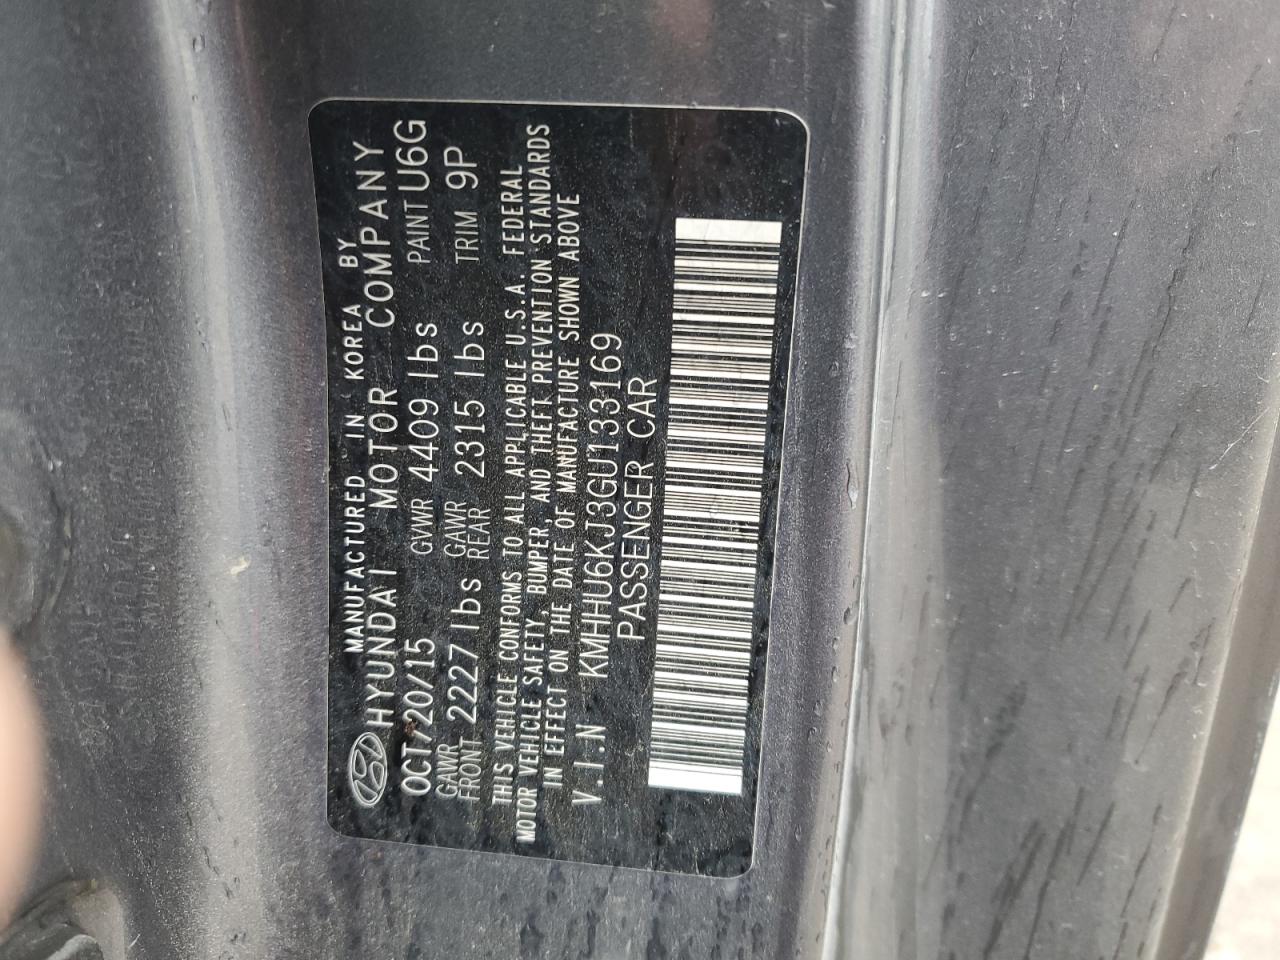 MANUFACTURED IN KOREA BY
HYUNDAI MOTOR COMPANY
OCT/20/15 GVWR 4409 lbs PAINT U6G
GAWR FRONT 2227 lbs GAWR REAR 2315 lbs TRIM 9P
THIS VEHICLE CONFORMS TO ALL APPLICABLE U.S.A. FEDERAL
MOTOR VEHICLE SAFETY, BUMPER, AND THEFT PREVENTION STANDARDS
IN EFFECT ON THE DATE OF MANUFACTURE SHOWN ABOVE
V.I.N KMHHU6KJ3GU133169
PASSENGER CAR